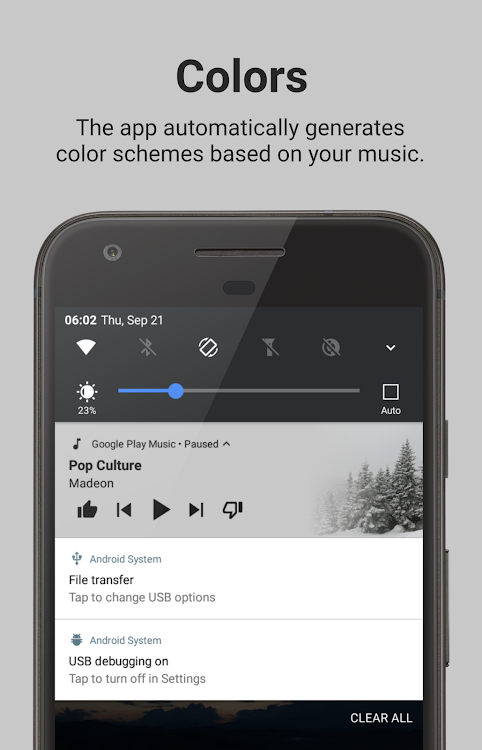 Colors
The app automatically generates
color schemes based on your music.
06:02 Thu, Sep 21
23%
Auto
Google Play Music • Paused
Pop Culture
Madeon
Android System
File transfer
Tap to change USB options
Android System
USB debugging on
Tap to turn off in Settings
CLEAR ALL